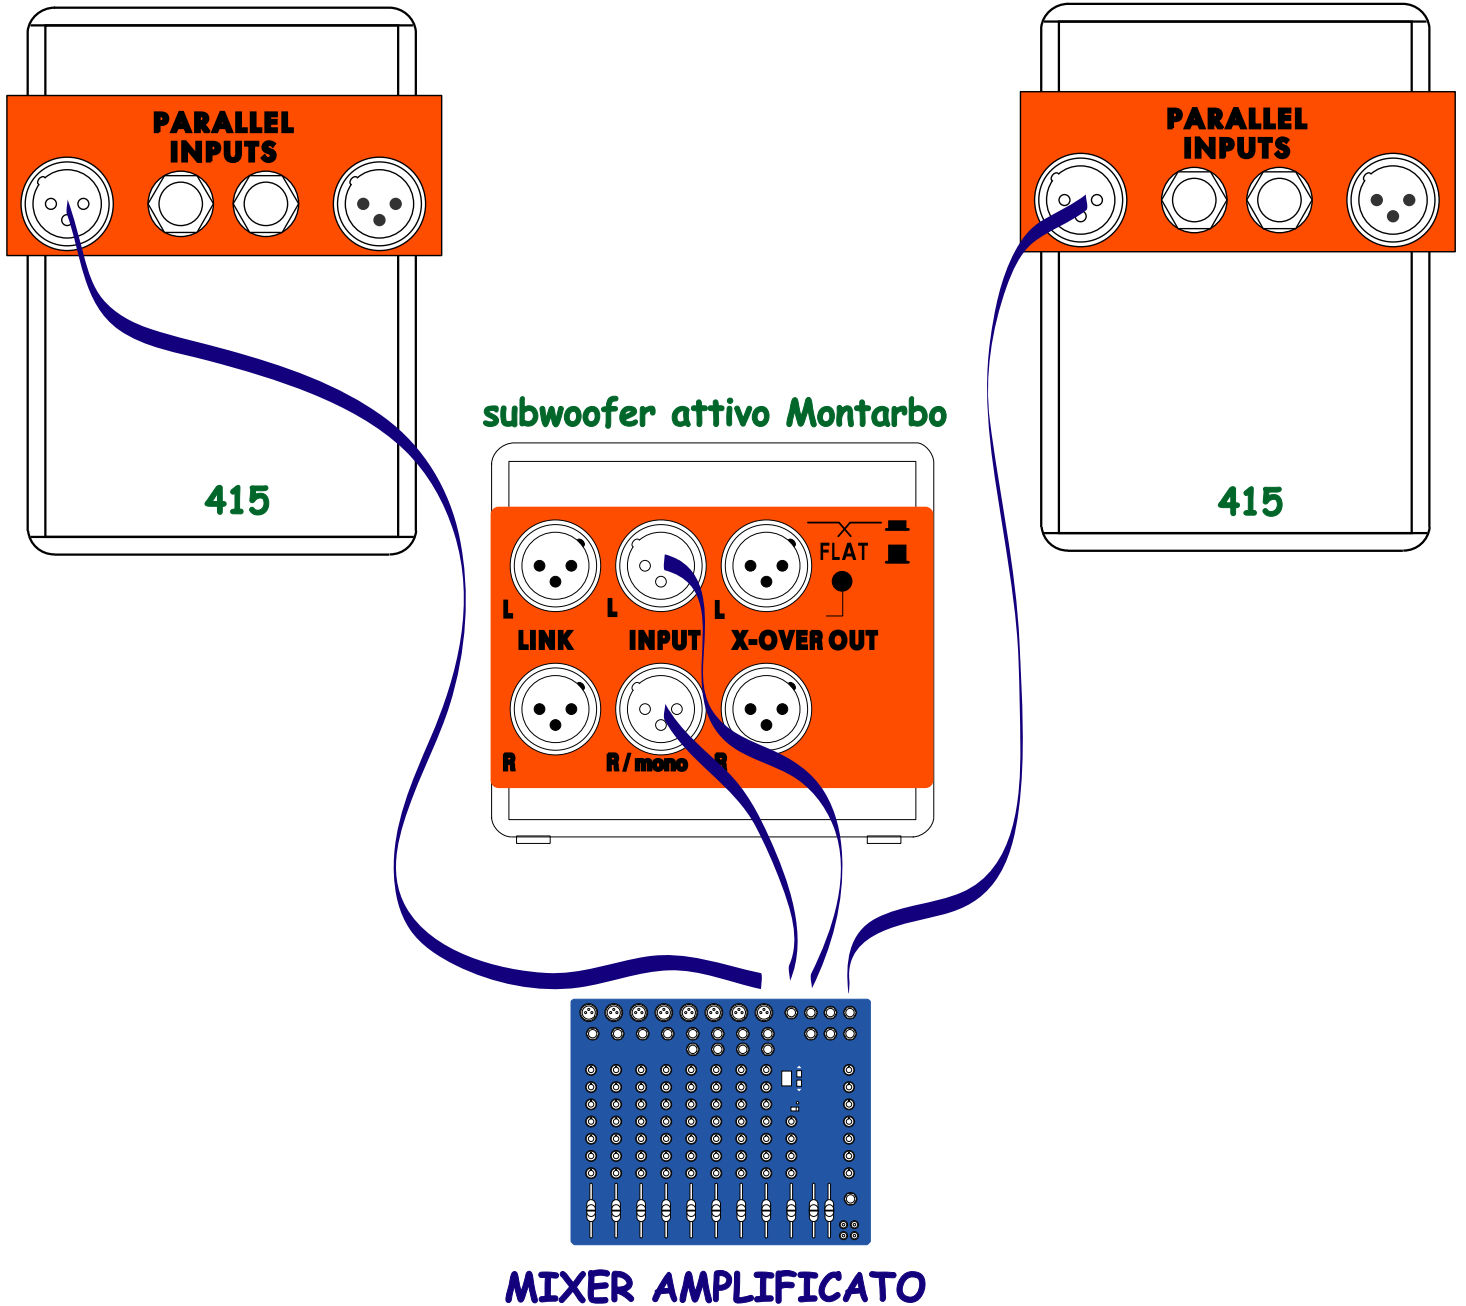 PARALLEL
INPUTS
415
PARALLEL
INPUTS
415
subwoofer attivo Montarbo
FLAT
L L L
LINK INPUT X-OVER OUT
R R / mono R
MIXER AMPLIFICATO